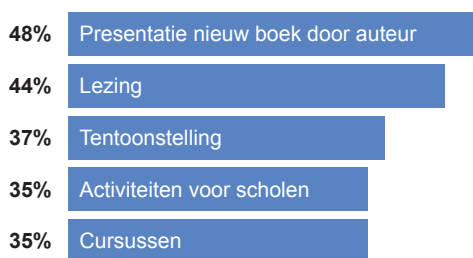 48% Presentatie nieuw boek door auteur
44% Lezing
37% Tentoonstelling
35% Activiteiten voor scholen
35% Cursussen